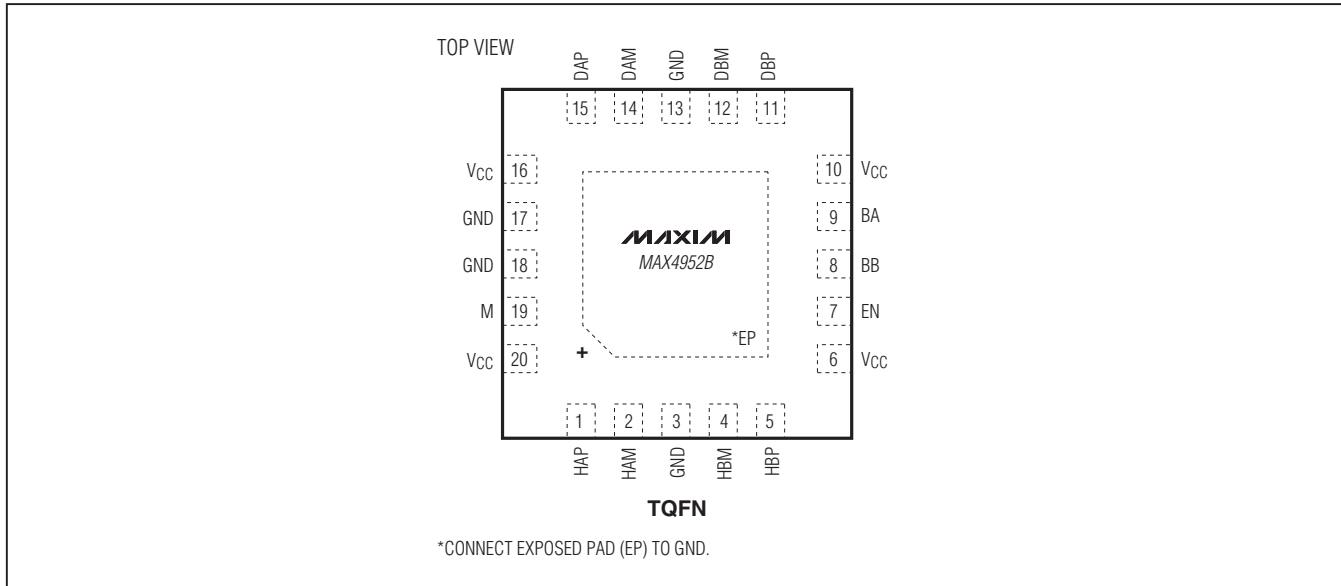 TOP VIEW
DAP DAM GND DBM DBP
15 14 13 12 11
VCC 16 10 VCC
GND 17 9 BA
MAXIM
MAX4952B
GND 18 8 BB
M 19 7 EN
*EP
+
VCC 20 6 VCC
1 2 3 4 5
HAP HAM GND HBM HBP
TQFN
*CONNECT EXPOSED PAD (EP) TO GND.